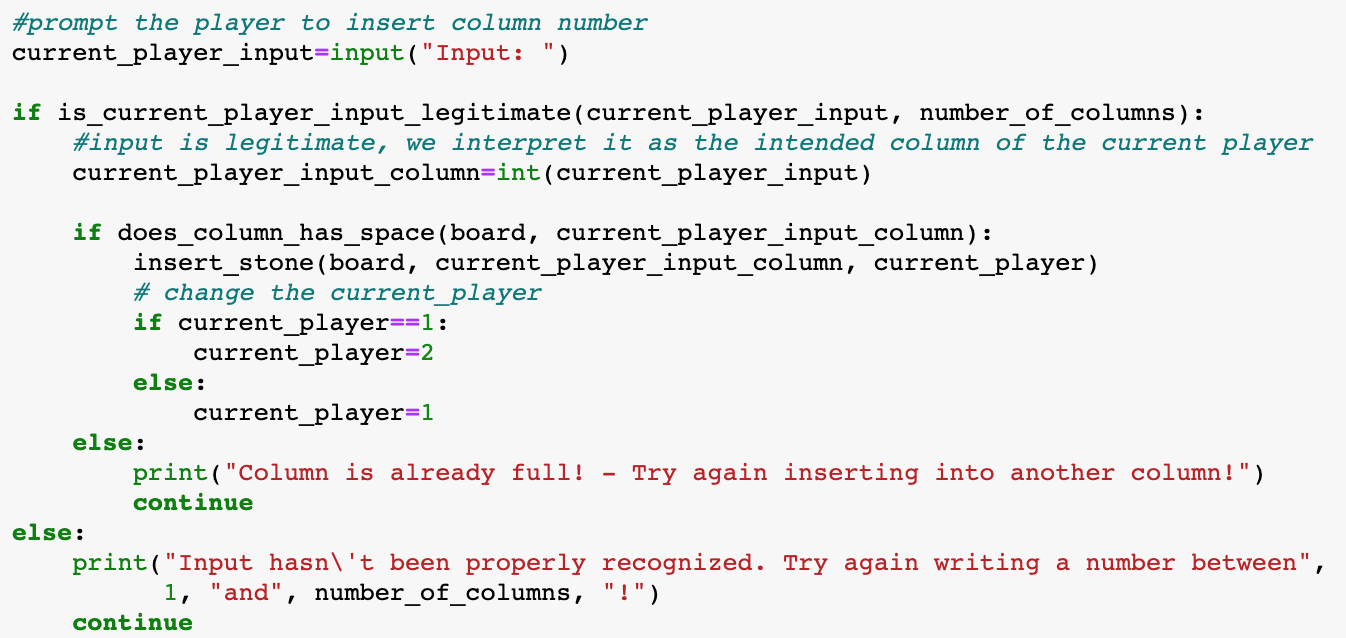 #prompt the player to insert column number
current_player_input=input("Input: ")

if is_current_player_input_legitimate(current_player_input, number_of_columns):
    #input is legitimate, we interpret it as the intended column of the current player
    current_player_input_column=int(current_player_input)

    if does_column_has_space(board, current_player_input_column):
        insert_stone(board, current_player_input_column, current_player)
        # change the current_player
        if current_player==1:
            current_player=2
        else:
            current_player=1
    else:
        print("Column is already full! - Try again inserting into another column!")
        continue
else:
    print("Input hasn\'t been properly recognized. Try again writing a number between",
          1, "and", number_of_columns, "!")
    continue